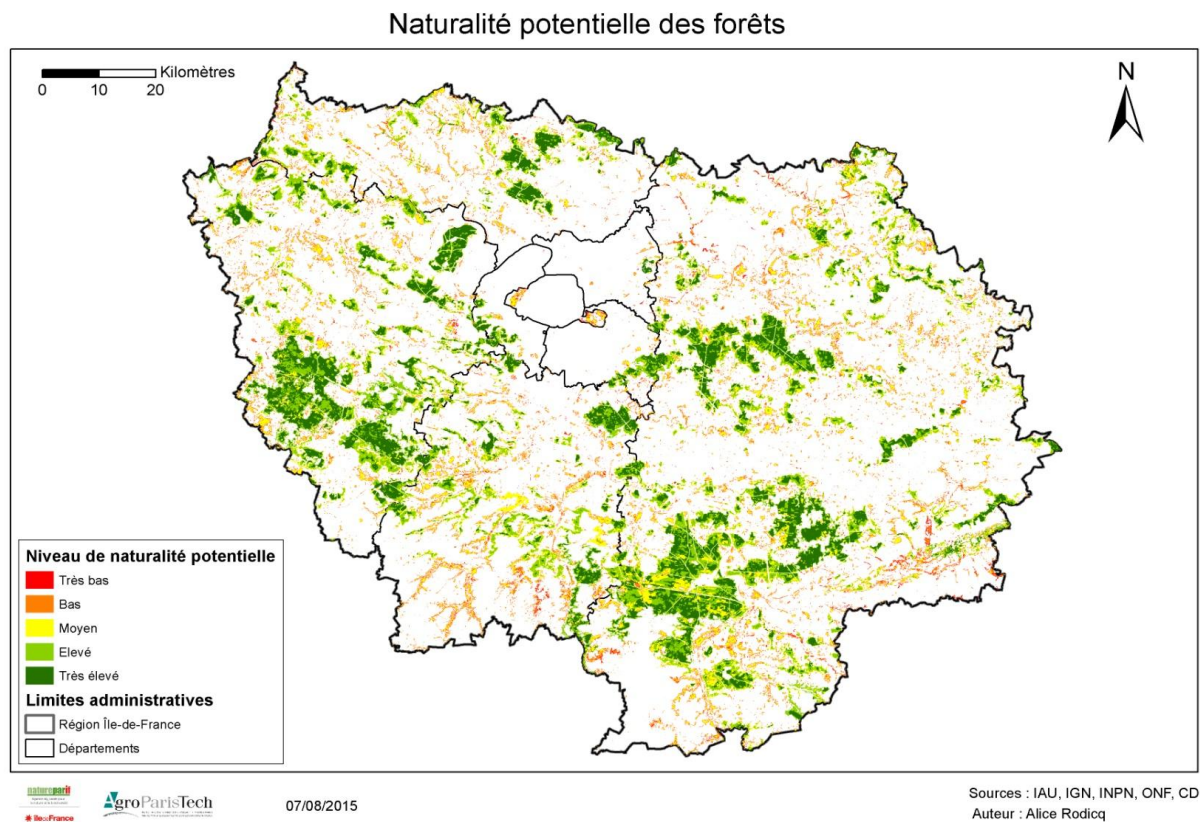 Naturalité potentielle des forêts
Kilomètres
0 10 20
N
Niveau de naturalité potentielle
Très bas
Bas
Moyen
Elevé
Très élevé
Limites administratives
Région Île-de-France
Départements
natureparif
îledeFrance
AgroParisTech
07/08/2015
Sources : IAU, IGN, INPN, ONF, CD
Auteur : Alice Rodicq